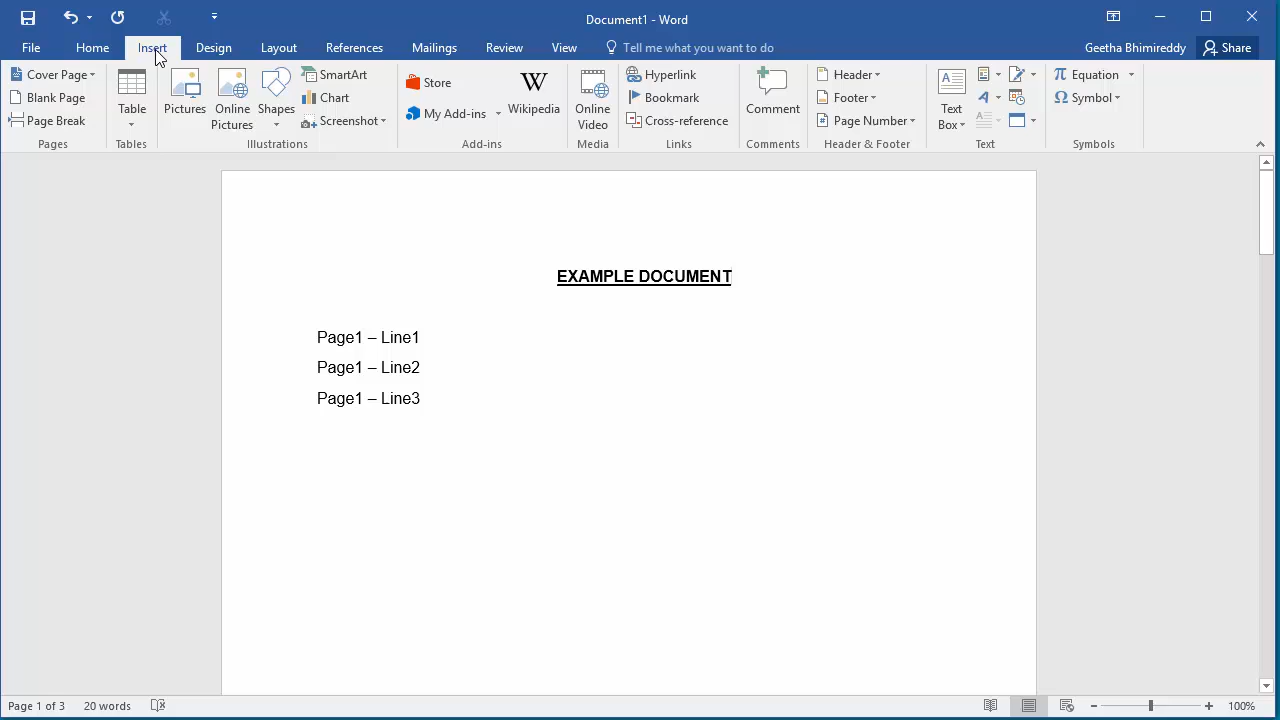 Document1 - Word
File Home Insert Design Layout References Mailings Review View Tell me what you want to do Geetha Bhimireddy Share
Cover Page
Blank Page
Page Break
Pages
Table
Tables
Pictures
Online
Pictures
Shapes
SmartArt
Chart
Screenshot
Illustrations
Store
My Add-ins
W
Wikipedia
Add-ins
Online
Video
Media
Hyperlink
Bookmark
Cross-reference
Links
Comment
Comments
Header
Footer
Page Number
Header & Footer
Text
Box
Text
π Equation
Ω Symbol
Symbols
EXAMPLE DOCUMENT
Page1 – Line1
Page1 – Line2
Page1 – Line3
Page 1 of 3 20 words 100%